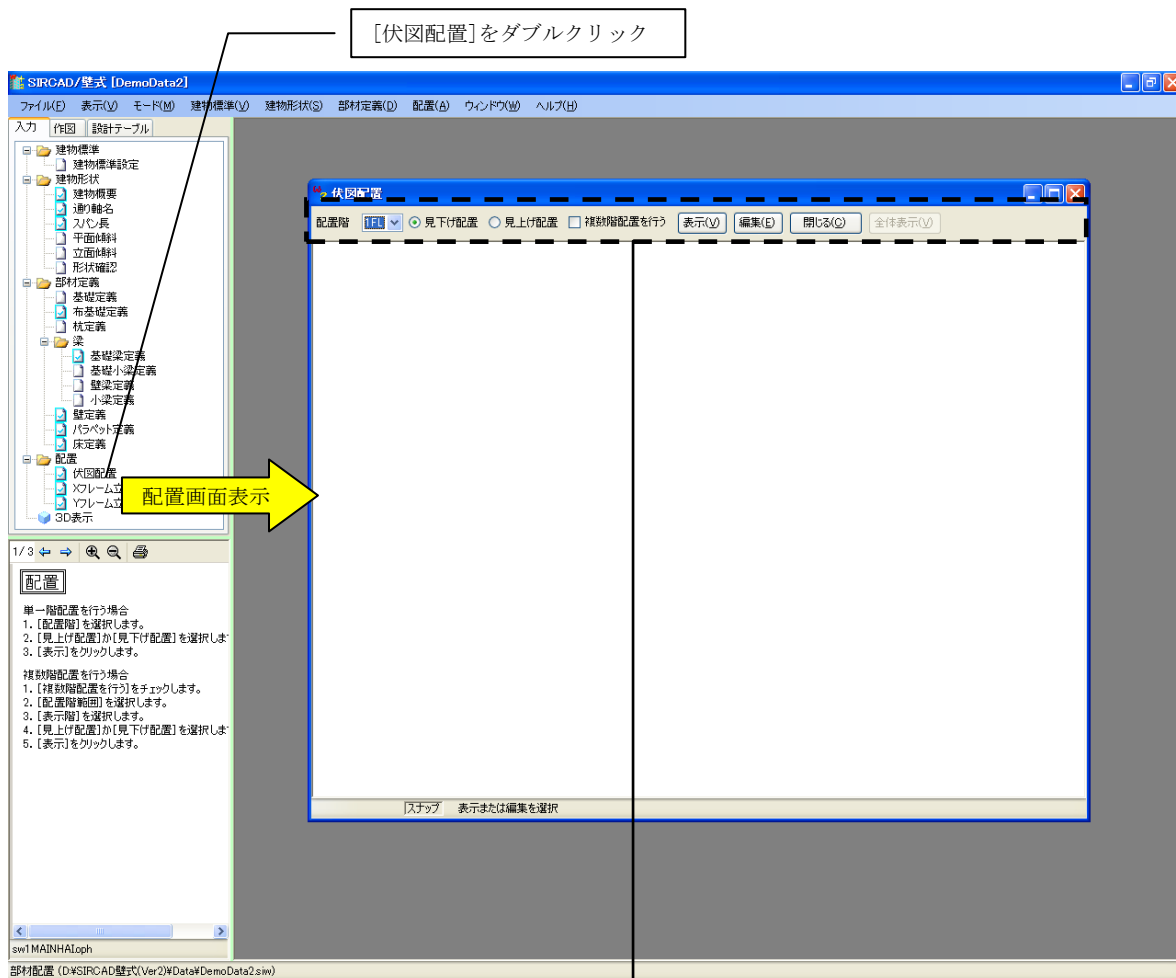 [伏図配置]をダブルクリック
SIRCAD/壁式 [DemoData2]
ファイル(F) 表示(V) モード(M) 建物標準(V) 建物形状(S) 部材定義(D) 配置(A) ウィンドウ(W) ヘルプ(H)
入力 作図 設計テーブル
建物標準
建物標準設定
建物形状
建物概要
通り軸名
スパン長
平面傾斜
立面傾斜
形状確認
部材定義
基礎定義
布基礎定義
杭定義
梁
基礎梁定義
基礎小梁定義
壁梁定義
小梁定義
壁定義
パラペット定義
床定義
配置
伏図配置
Xフレーム立
Yフレーム立
3D表示
配置画面表示
伏図配置
配置階 1FL 見下げ配置 見上げ配置 複数階配置を行う 表示(V) 編集(E) 閉じる(C) 全体表示(V)
スナップ 表示または編集を選択
1/3
配置
単一階配置を行う場合
1. [配置階]を選択します。
2. [見上げ配置]か[見下げ配置]を選択しま
3. [表示]をクリックします。
複数階配置を行う場合
1. [複数階配置を行う]をチェックします。
2. [配置階範囲]を選択します。
3. [表示階]を選択します。
4. [見上げ配置]か[見下げ配置]を選択しま
5. [表示]をクリックします。
sw1MAINHAI.oph
部材配置 (D:¥SIRCAD壁式(Ver2)¥Data¥DemoData2.siw)